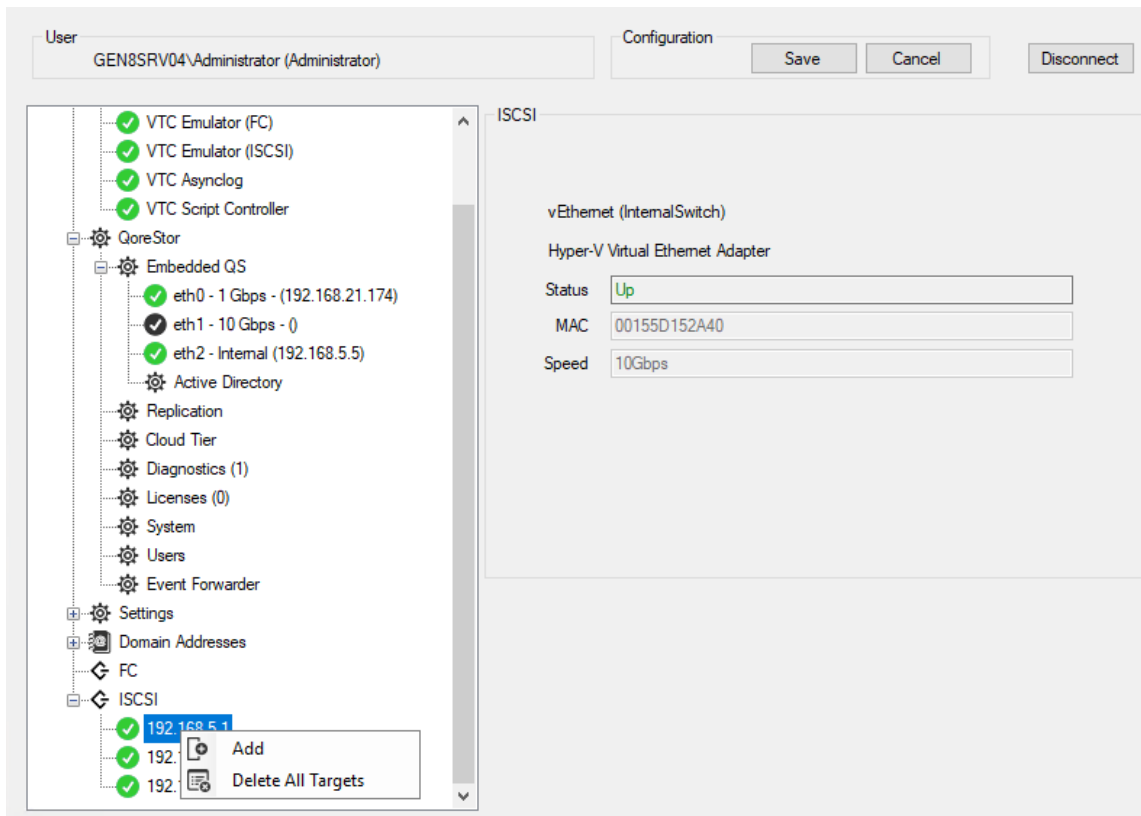 User
GEN8SRV04\Administrator (Administrator)
Configuration
Save
Cancel
Disconnect
VTC Emulator (FC)
VTC Emulator (ISCSI)
VTC Asynclog
VTC Script Controller
QoreStor
Embedded QS
eth0 - 1 Gbps - (192.168.21.174)
eth1 - 10 Gbps - ()
eth2 - Internal (192.168.5.5)
Active Directory
Replication
Cloud Tier
Diagnostics (1)
Licenses (0)
System
Users
Event Forwarder
Settings
Domain Addresses
FC
ISCSI
192.168.5.1
192.
192.
Add
Delete All Targets
ISCSI
vEthernet (InternalSwitch)
Hyper-V Virtual Ethernet Adapter
Status Up
MAC 00155D152A40
Speed 10Gbps